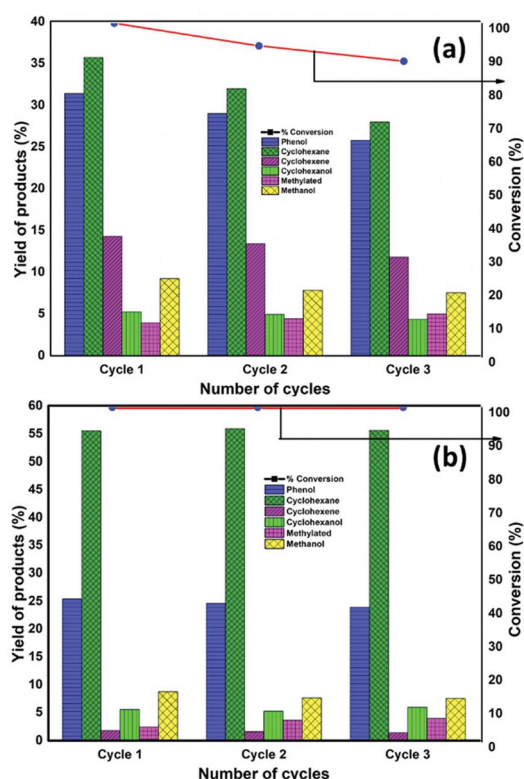 (a)
40
35
30
25
20
15
10
5
0
Yield of products (%)
100
90
80
70
60
50
40
30
20
10
0
Conversion (%)
% Conversion
Phenol
Cyclohexane
Cyclohexene
Cyclohexanol
Methylated
Methanol
Cycle 1 Cycle 2 Cycle 3
Number of cycles
(b)
60
55
50
45
40
35
30
25
20
15
10
5
0
Yield of products (%)
100
90
80
70
60
50
40
30
20
10
0
Conversion (%)
% Conversion
Phenol
Cyclohexane
Cyclohexene
Cyclohexanol
Methylated
Methanol
Cycle 1 Cycle 2 Cycle 3
Number of cycles